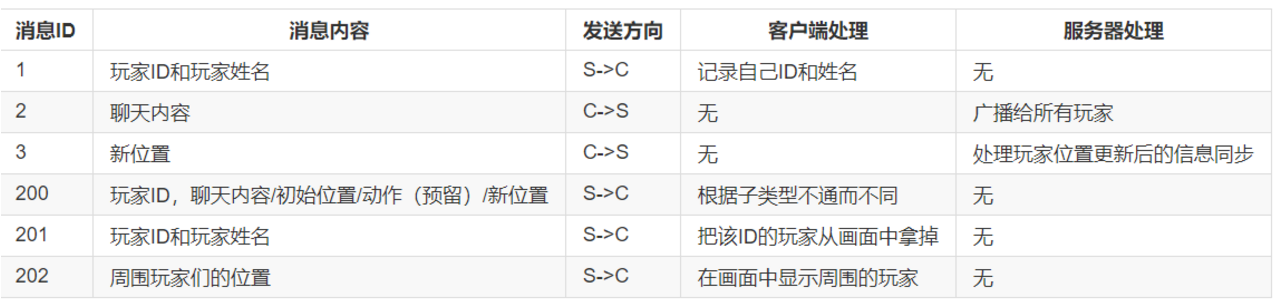 消息ID 消息内容 发送方向 客户端处理 服务器处理
1 玩家ID和玩家姓名 S->C 记录自己ID和姓名 无
2 聊天内容 C->S 无 广播给所有玩家
3 新位置 C->S 无 处理玩家位置更新后的信息同步
200 玩家ID，聊天内容/初始位置/动作（预留）/新位置 S->C 根据子类型不通而不同 无
201 玩家ID和玩家姓名 S->C 把该ID的玩家从画面中拿掉 无
202 周围玩家们的位置 S->C 在画面中显示周围的玩家 无